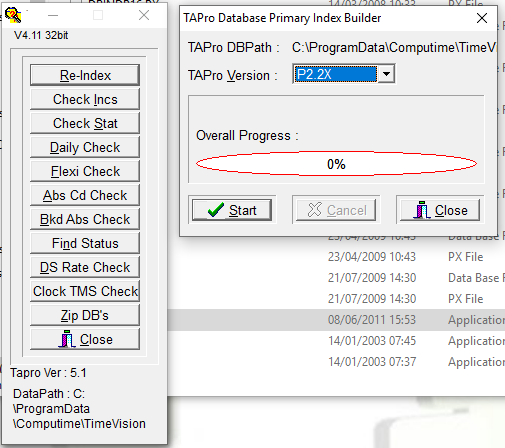 V4.11 32bit
Re-Index
Check Incs
Check Stat
Daily Check
Flexi Check
Abs Cd Check
Bkd Abs Check
Find Status
DS Rate Check
Clock TMS Check
Zip DB's
Close
Tapro Ver : 5.1
DataPath : C:
\ProgramData
\Computime\TimeVision
TAPro Database Primary Index Builder
TAPro DBPath : C:\ProgramData\Computime\TimeVi
TAPro Version : P2.2X
Overall Progress :
0%
Start Cancel Close
23/04/2009 10:43 Data Base F
23/04/2009 10:43 PX File
21/07/2009 14:30 Data Base F
21/07/2009 14:30 PX File
08/06/2011 15:53 Application
14/01/2003 07:45 Application
14/01/2003 07:37 Application